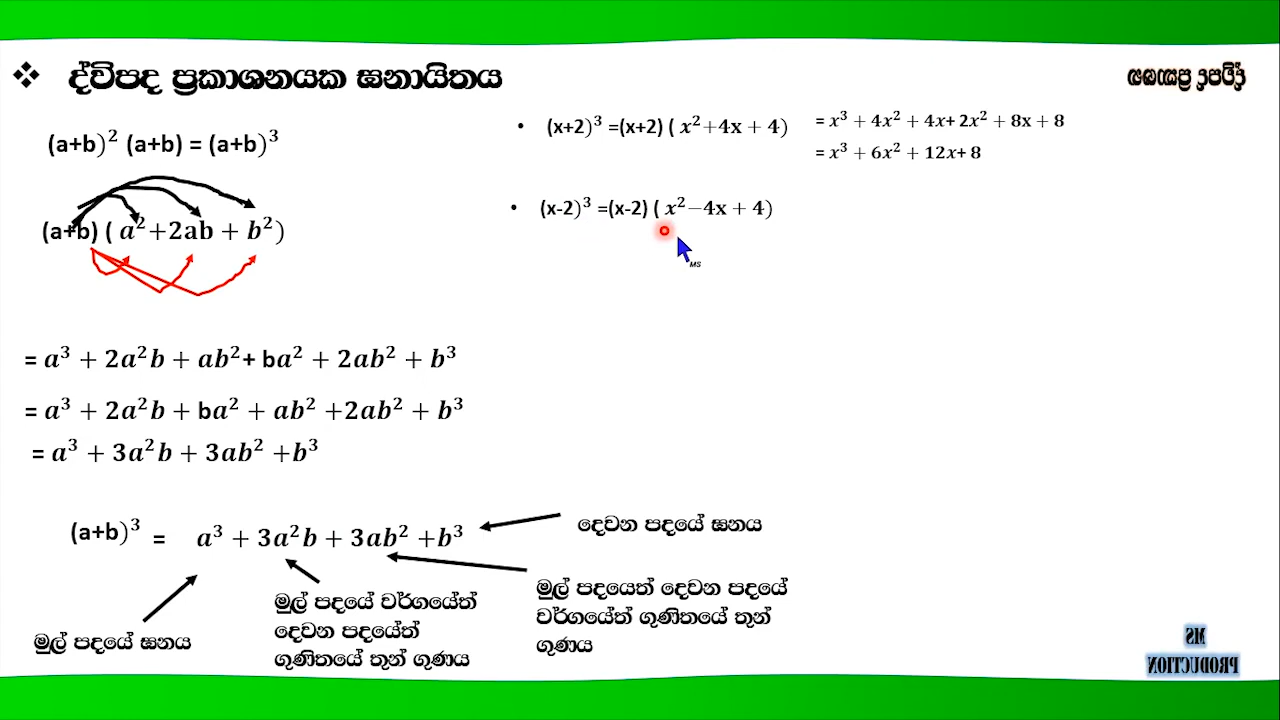 ❖ ද්විපද ප්‍රකාශනයක ඝනායිතය
(a+b)² (a+b) = (a+b)³
(a+b) ( a²+2ab + b²)
= a³ + 2a²b + ab²+ ba² + 2ab² + b³
= a³ + 2a²b + ba² + ab² +2ab² + b³
= a³ + 3a²b + 3ab² +b³
(a+b)³ = a³ + 3a²b + 3ab² +b³
දෙවන පදයේ ඝනය
මුල් පදයෙත් දෙවන පදයේ
වර්ගයේත් ගුණිතයේ තුන්
ගුණය
මුල් පදයේ වර්ගයේත්
දෙවන පදයේත්
ගුණිතයේ තුන් ගුණය
මුල් පදයේ ඝනය
• (x+2)³ =(x+2) ( x²+4x + 4)
= x³ + 4x² + 4x+ 2x² + 8x + 8
= x³ + 6x² + 12x+ 8
• (x-2)³ =(x-2) ( x²−4x + 4)
MS
MS
PRODUCTION